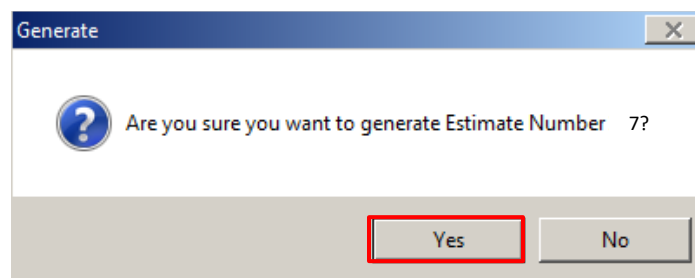 Generate
Are you sure you want to generate Estimate Number 7?
Yes No